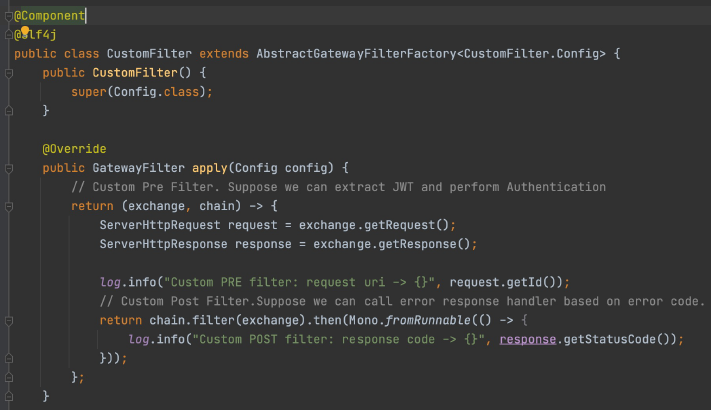 @Component
@Slf4j
public class CustomFilter extends AbstractGatewayFilterFactory<CustomFilter.Config> {
    public CustomFilter() {
        super(Config.class);
    }

    @Override
    public GatewayFilter apply(Config config) {
        // Custom Pre Filter. Suppose we can extract JWT and perform Authentication
        return (exchange, chain) -> {
            ServerHttpRequest request = exchange.getRequest();
            ServerHttpResponse response = exchange.getResponse();

            log.info("Custom PRE filter: request uri -> {}", request.getId());
            // Custom Post Filter.Suppose we can call error response handler based on error code.
            return chain.filter(exchange).then(Mono.fromRunnable(() -> {
                log.info("Custom POST filter: response code -> {}", response.getStatusCode());
            }));
        };
    }